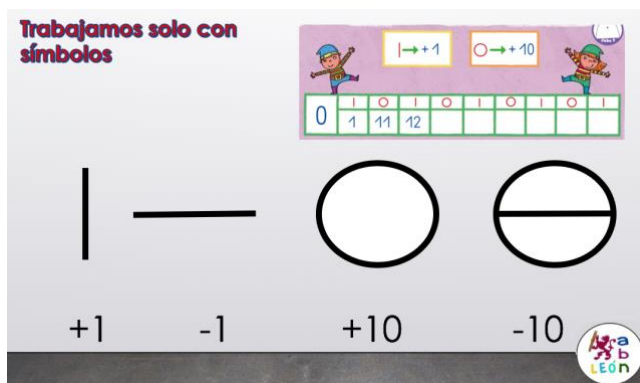 Trabajamos solo con
símbolos
|→+1
O→+10
| O | O | O | O |
0 1 11 12
+1 -1 +10 -10
a
b
LEÓn